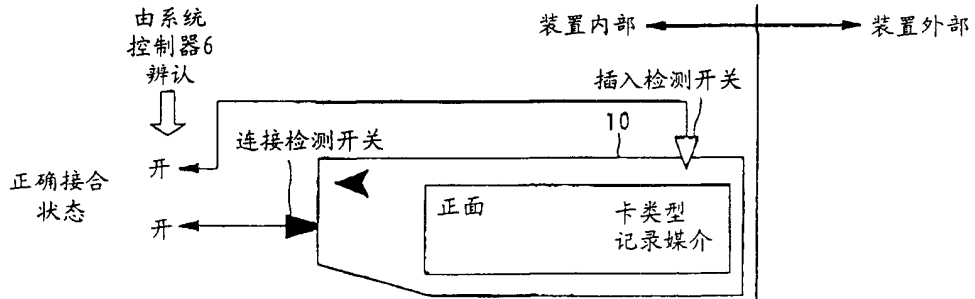 由系统
控制器6
辨认
装置内部
装置外部
插入检测开关
10
连接检测开关
正确接合
状态
开
开
正面
卡类型
记录媒介